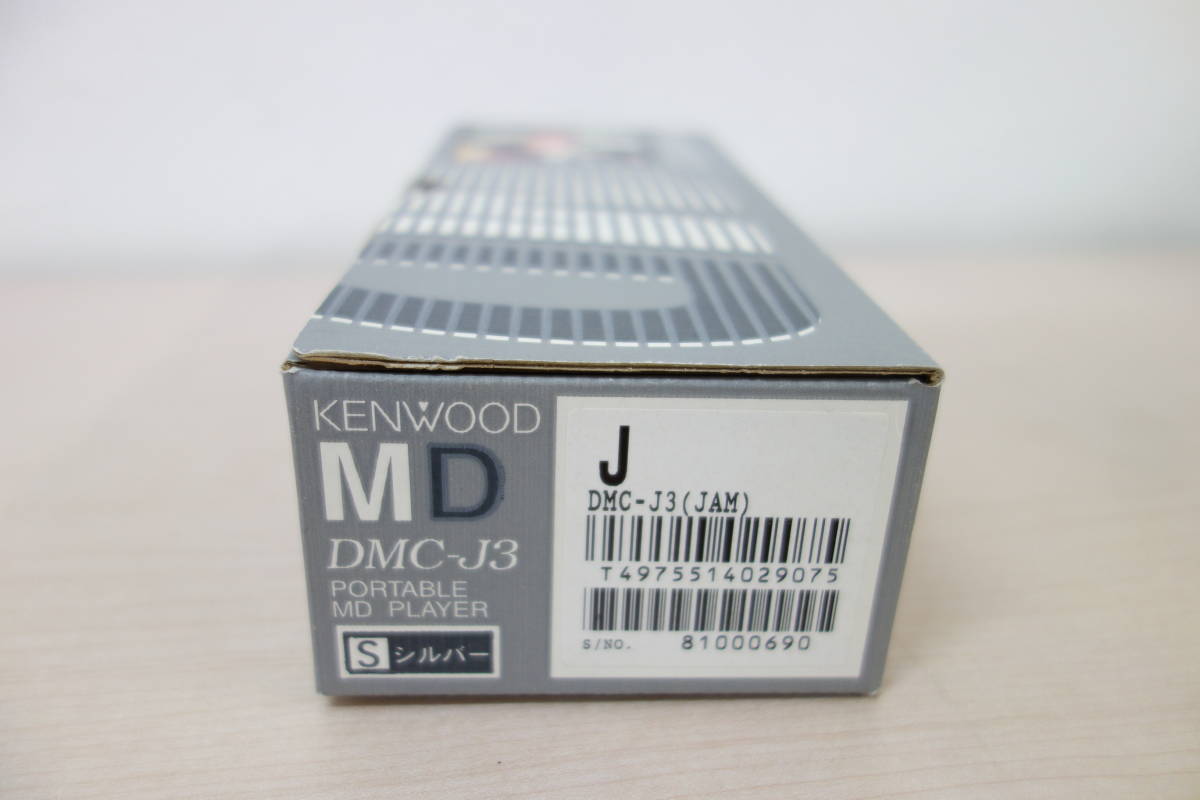 KENWOOD
MD
DMC-J3
PORTABLE
MD PLAYER
S シルバー
J
DMC-J3(JAM)
T4975514029075
S/NO. 81000690